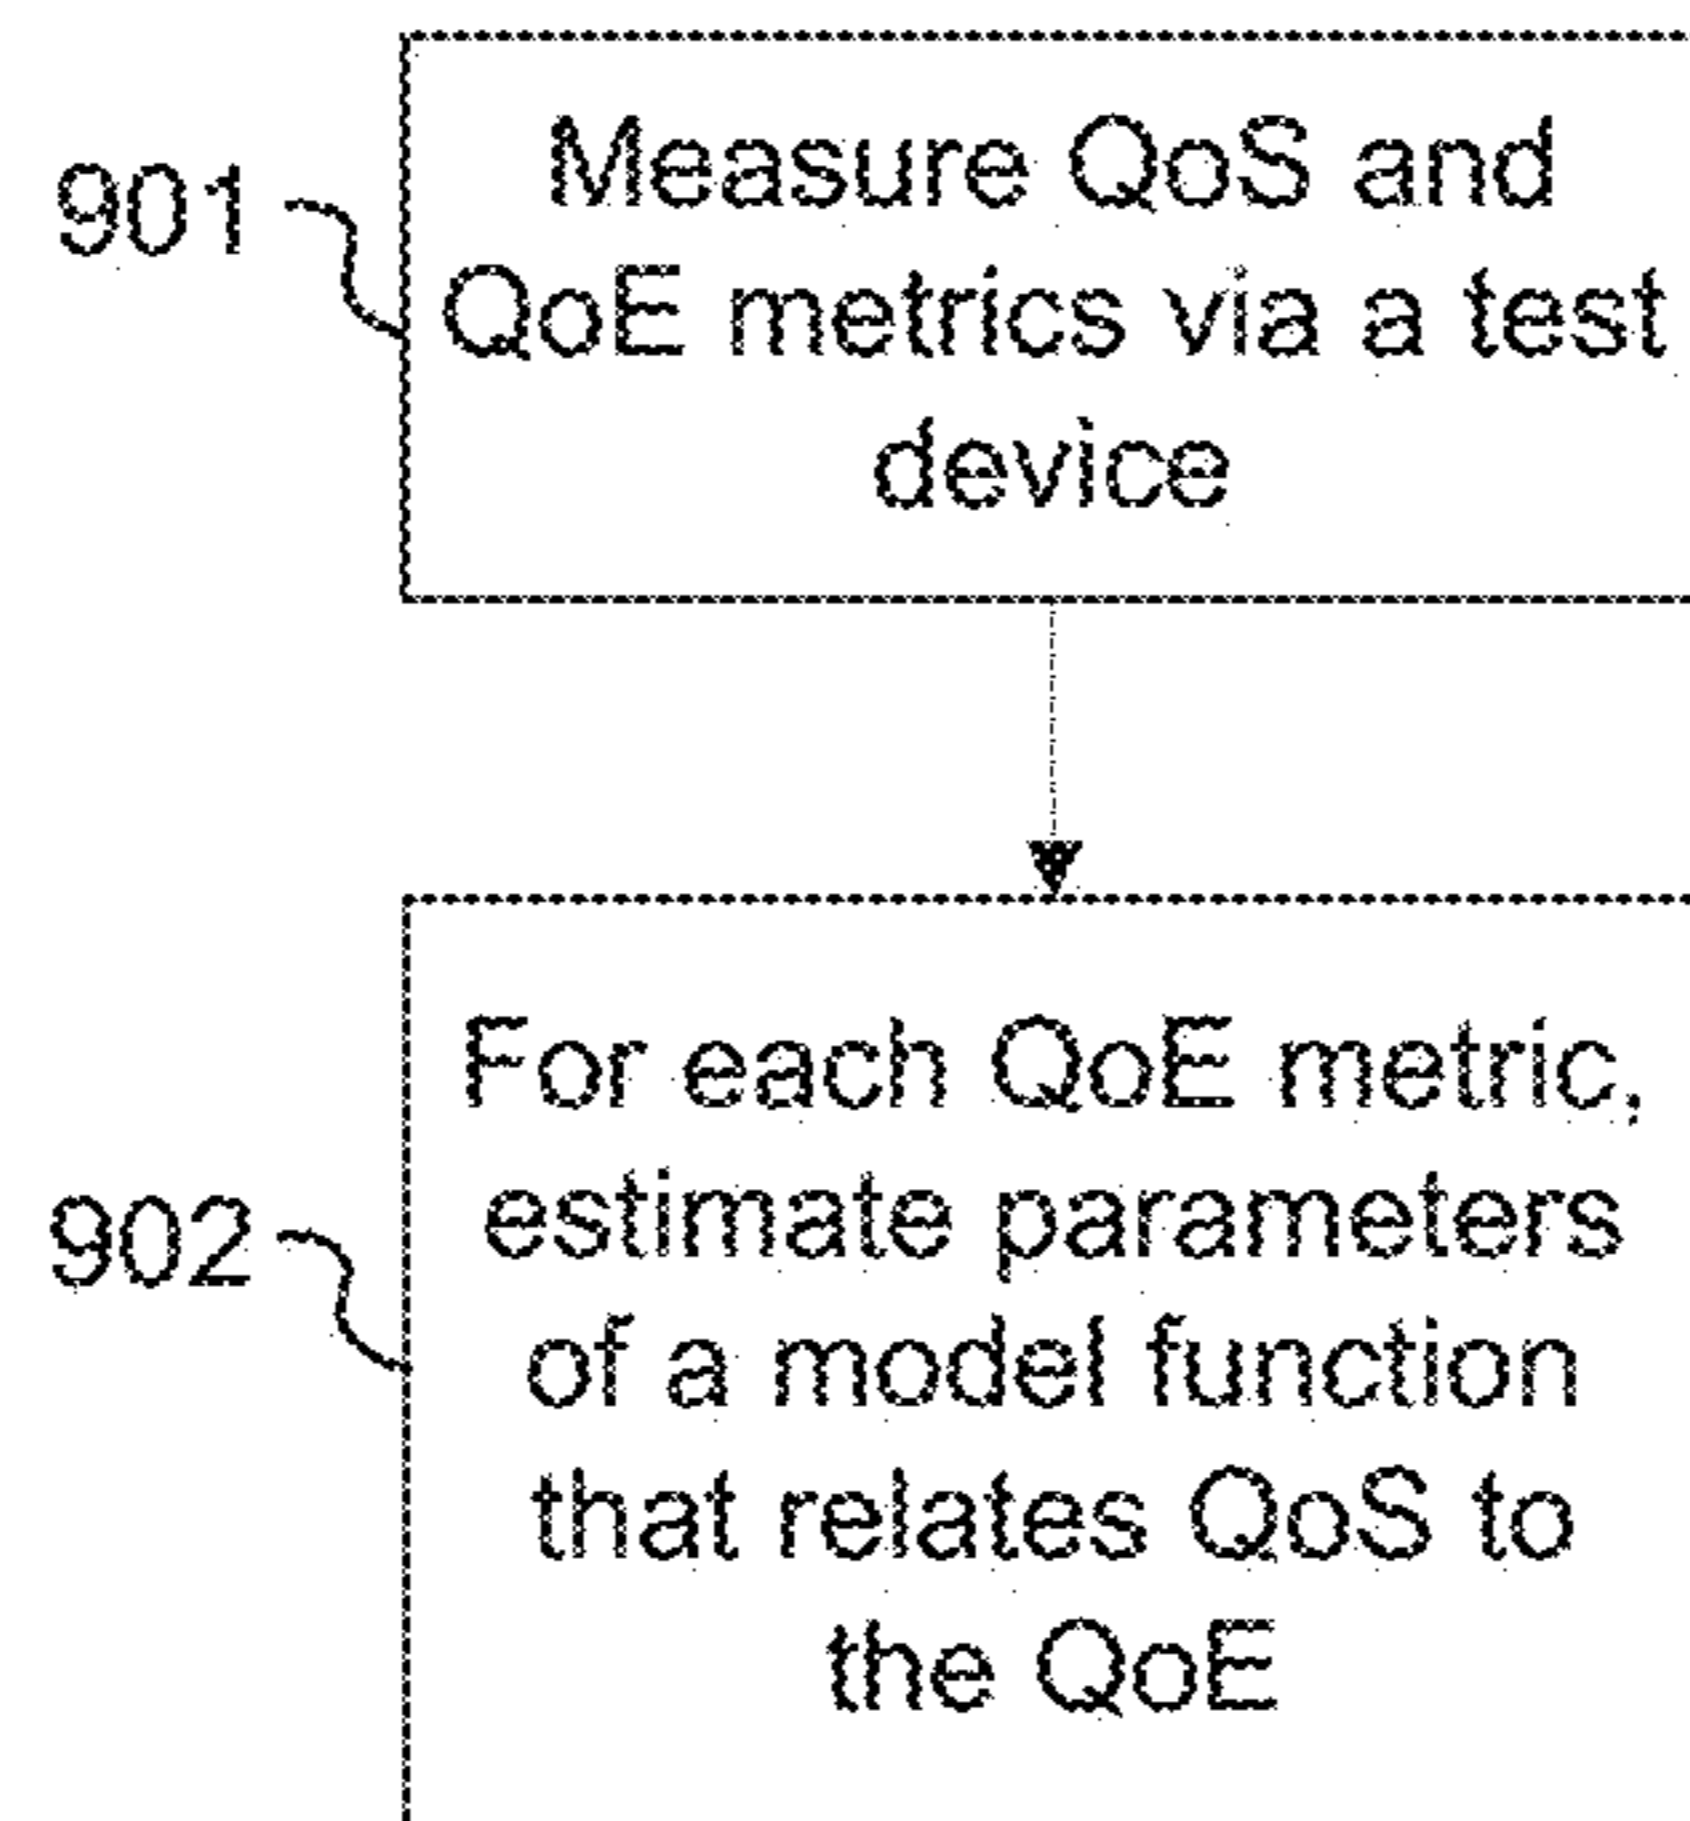 901
Measure QoS and
QoE metrics via a test
device
902
For each QoE metric,
estimate parameters
of a model function
that relates QoS to
the QoE